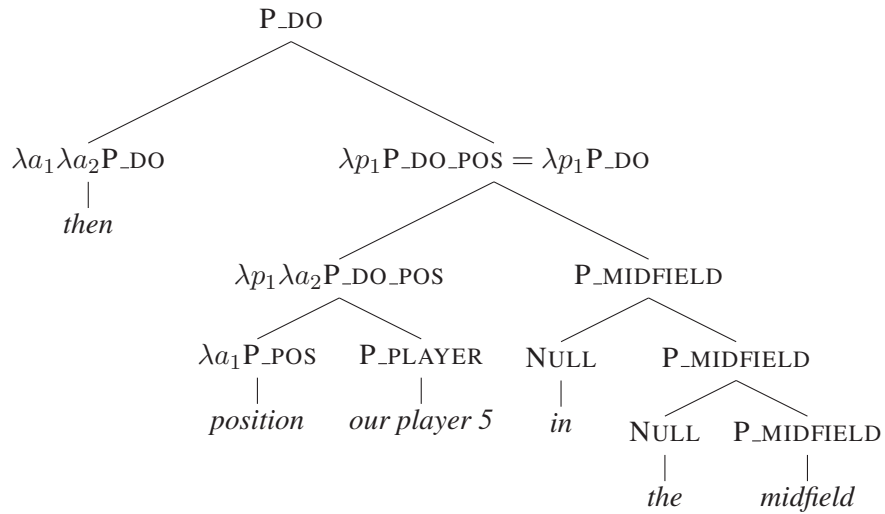 P_DO
λa₁λa₂P_DO λp₁P_DO_POS = λp₁P_DO
then
λp₁λa₂P_DO_POS P_MIDFIELD
λa₁P_POS P_PLAYER NULL P_MIDFIELD
position our player 5 in
NULL P_MIDFIELD
the midfield